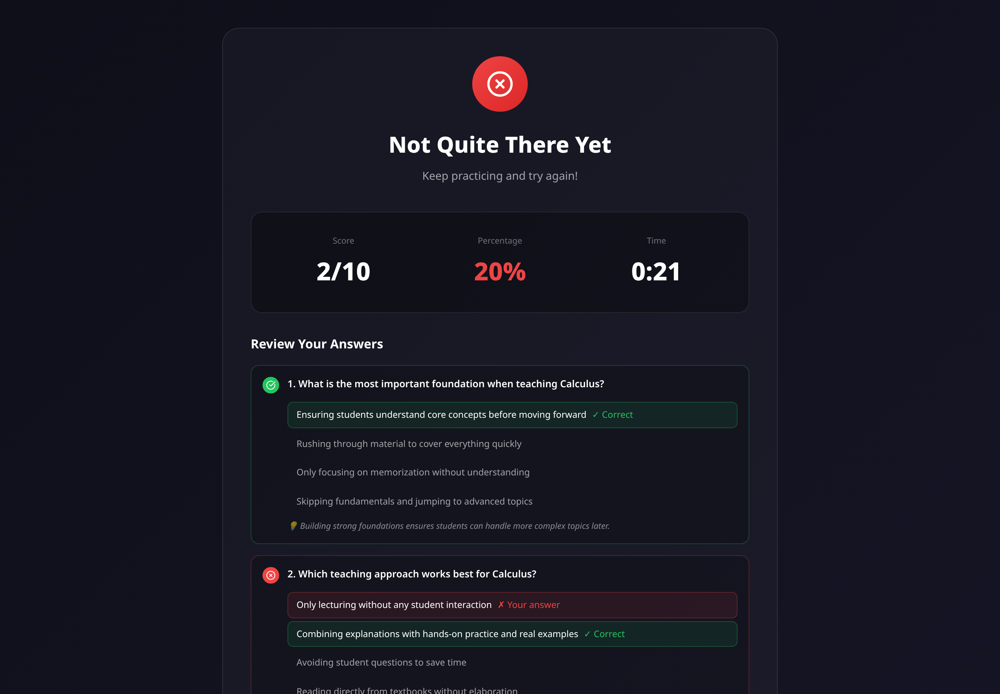 Not Quite There Yet
Keep practicing and try again!
Score
2/10
Percentage
20%
Time
0:21
Review Your Answers
1. What is the most important foundation when teaching Calculus?
Ensuring students understand core concepts before moving forward ✓ Correct
Rushing through material to cover everything quickly
Only focusing on memorization without understanding
Skipping fundamentals and jumping to advanced topics
💡 Building strong foundations ensures students can handle more complex topics later.
2. Which teaching approach works best for Calculus?
Only lecturing without any student interaction ✗ Your answer
Combining explanations with hands-on practice and real examples ✓ Correct
Avoiding student questions to save time
Reading directly from textbooks without elaboration